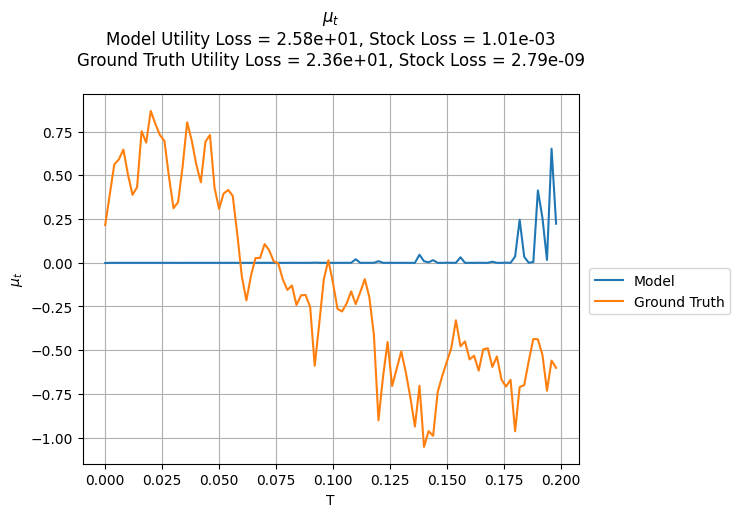 μ_t
Model Utility Loss = 2.58e+01, Stock Loss = 1.01e-03
Ground Truth Utility Loss = 2.36e+01, Stock Loss = 2.79e-09
0.75
0.50
0.25
0.00
−0.25
−0.50
−0.75
−1.00
μ_t
0.000 0.025 0.050 0.075 0.100 0.125 0.150 0.175 0.200
T
Model
Ground Truth